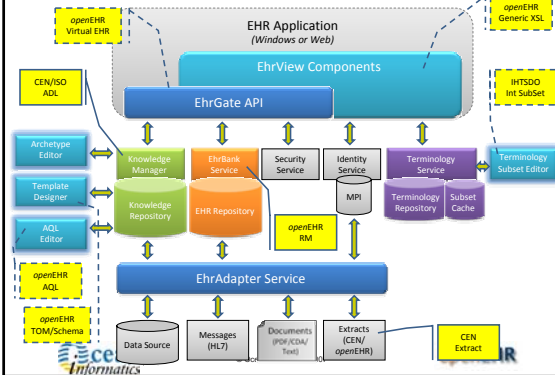 openEHR
Virtual EHR
EHR Application
(Windows or Web)
openEHR
Generic XSL
EhrView Components
CEN/ISO
ADL
EhrGate API
IHTSDO
Int SubSet
Archetype
Editor
Knowledge
Manager
EhrBank
Service
Security
Service
Identity
Service
Terminology
Service
Terminology
Subset Editor
Template
Designer
Knowledge
Repository
EHR Repository
MPI
Terminology
Repository
Subset
Cache
AQL
Editor
openEHR
RM
openEHR
AQL
EhrAdapter Service
openEHR
TOM/Schema
Data Source
Messages
(HL7)
Documents
(PDF/CDA/
Text)
Extracts
(CEN/
openEHR)
CEN
Extract
Informatics